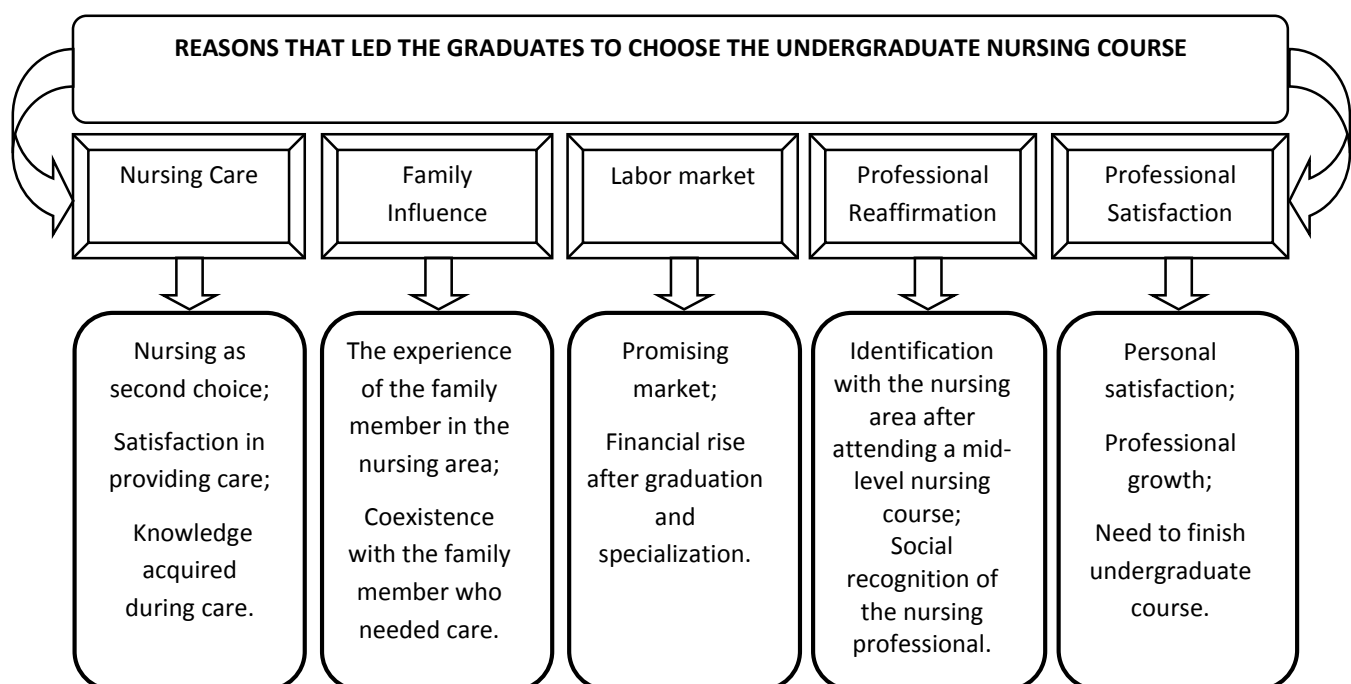 REASONS THAT LED THE GRADUATES TO CHOOSE THE UNDERGRADUATE NURSING COURSE
Nursing Care
Family
Influence
Labor market
Professional
Reaffirmation
Professional
Satisfaction
Nursing as
second choice;
Satisfaction in
providing care;
Knowledge
acquired
during care.
The experience
of the family
member in the
nursing area;
Coexistence
with the family
member who
needed care.
Promising
market;
Financial rise
after graduation
and
specialization.
Identification
with the nursing
area after
attending a mid-
level nursing
course;
Social
recognition of
the nursing
professional.
Personal
satisfaction;
Professional
growth;
Need to finish
undergraduate
course.